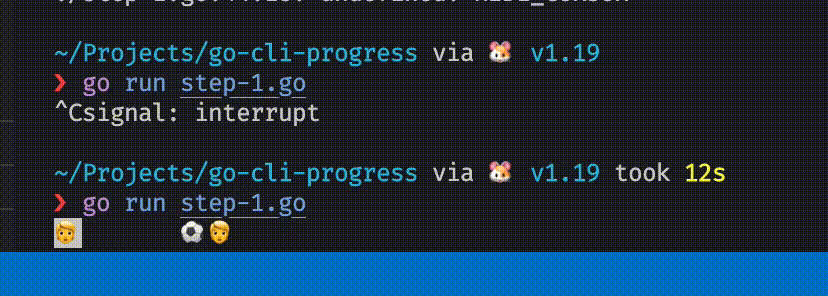 ~/Projects/go-cli-progress via 🐹 v1.19
❯ go run step-1.go
^Csignal: interrupt
~/Projects/go-cli-progress via 🐹 v1.19 took 12s
❯ go run step-1.go